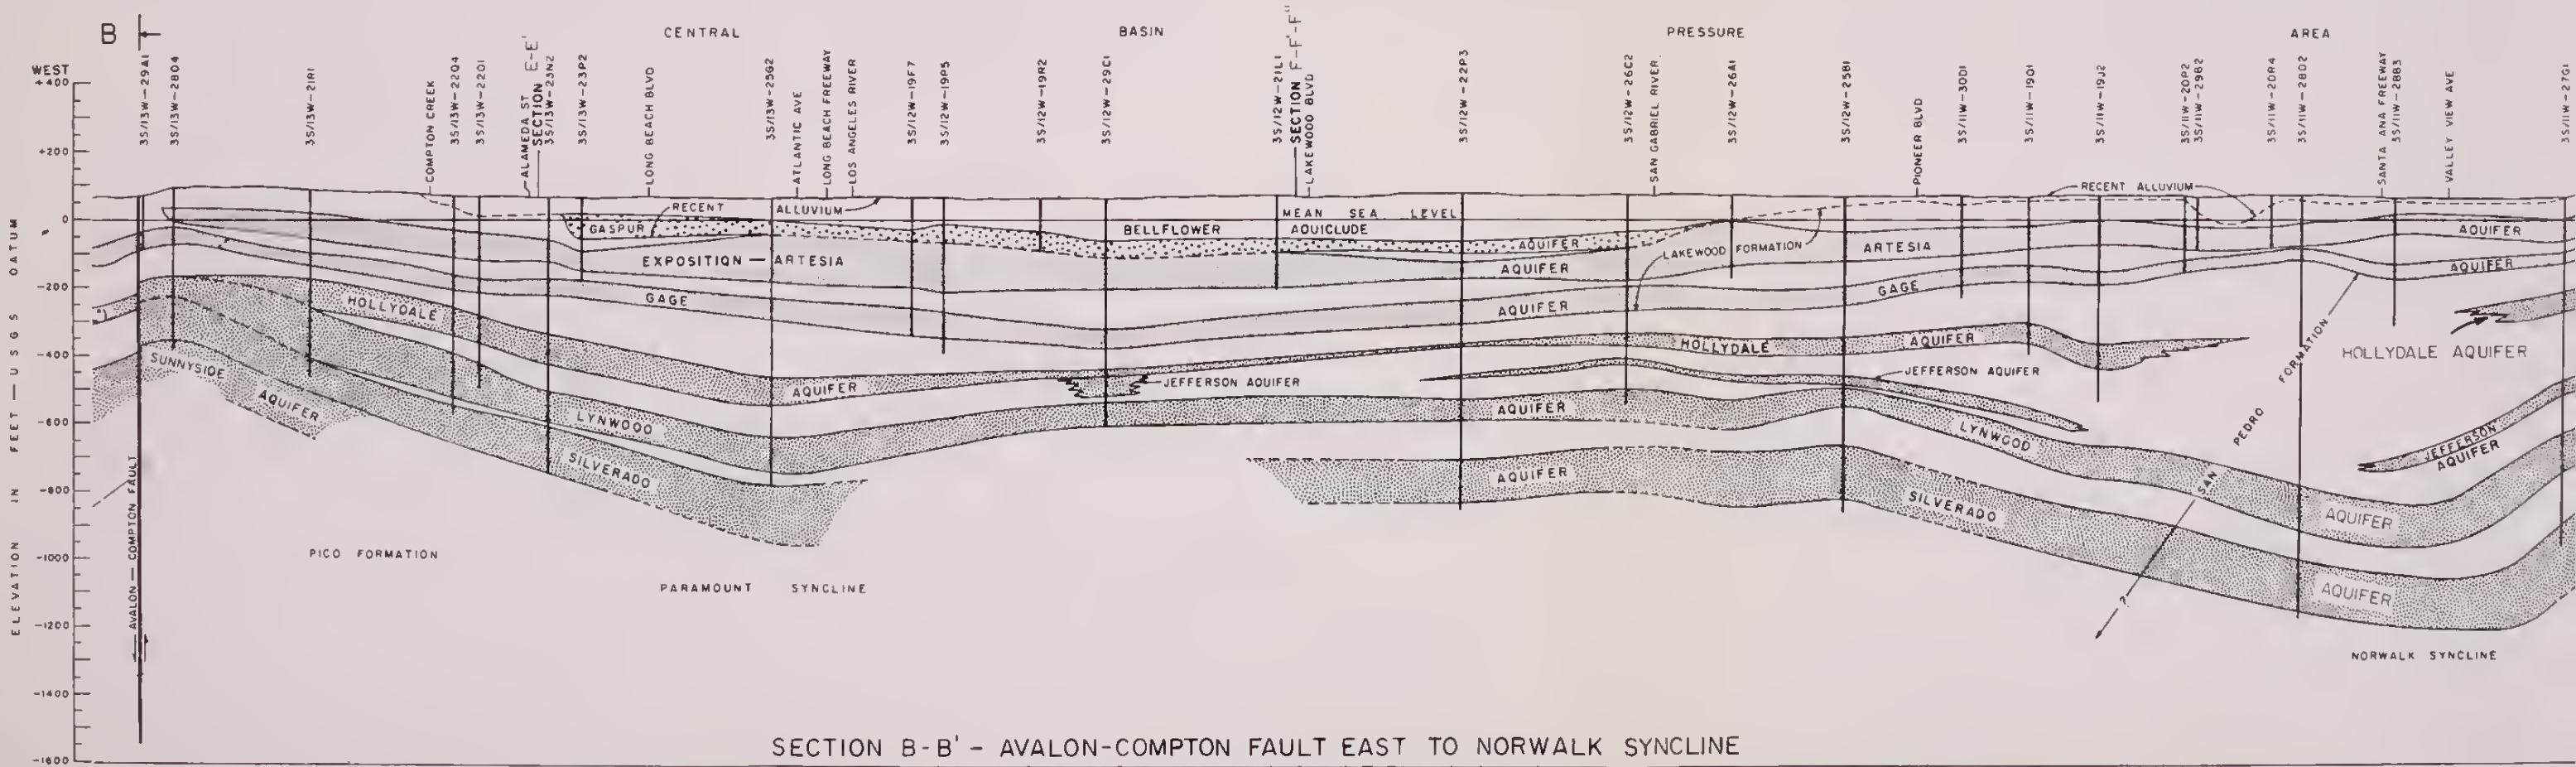 B
CENTRAL BASIN PRESSURE AREA
WEST
ELEVATION IN FEET — USGS DATUM
+400
+200
0
-200
-400
-600
-800
-1000
-1200
-1400
-1600
3S/13W-29A1
3S/13W-28D4
3S/13W-21R1
COMPTON CREEK
3S/13W-22Q4
3S/13W-22Q1
ALAMEDA ST
SECTION E-E'
3S/13W-23N2
3S/13W-23P2
LONG BEACH BLVD
3S/13W-25G2
ATLANTIC AVE
LONG BEACH FREEWAY
LOS ANGELES RIVER
3S/12W-19F7
3S/12W-19P5
3S/12W-19R2
3S/12W-29C1
3S/12W-21L1
SECTION F-F'-F"
LAKEWOOD BLVD
3S/12W-22P3
3S/12W-26C2
SAN GABRIEL RIVER
3S/12W-26A1
3S/12W-25B1
PIONEER BLVD
3S/11W-30D1
3S/11W-19Q1
3S/11W-19J2
3S/11W-20P2
3S/11W-29B2
3S/11W-20R4
3S/11W-28D2
SANTA ANA FREEWAY
3S/11W-28B3
VALLEY VIEW AVE
3S/11W-27G1
RECENT ALLUVIUM
RECENT ALLUVIUM
MEAN SEA LEVEL
GASPUR
BELLFLOWER AQUICLUDE
AQUIFER
LAKEWOOD FORMATION
ARTESIA
AQUIFER
EXPOSITION — ARTESIA
AQUIFER
AQUIFER
GAGE
AQUIFER
GAGE
HOLLYDALE
AQUIFER
HOLLYDALE
AQUIFER
HOLLYDALE AQUIFER
SUNNYSIDE
AQUIFER
JEFFERSON AQUIFER
JEFFERSON AQUIFER
JEFFERSON
AQUIFER
LYNWOOD
AQUIFER
LYNWOOD
AQUIFER
SILVERADO
AQUIFER
SILVERADO
AQUIFER
SAN PEDRO FORMATION
?
AVALON — COMPTON FAULT
PICO FORMATION
PARAMOUNT SYNCLINE
NORWALK SYNCLINE
SECTION B-B' - AVALON-COMPTON FAULT EAST TO NORWALK SYNCLINE